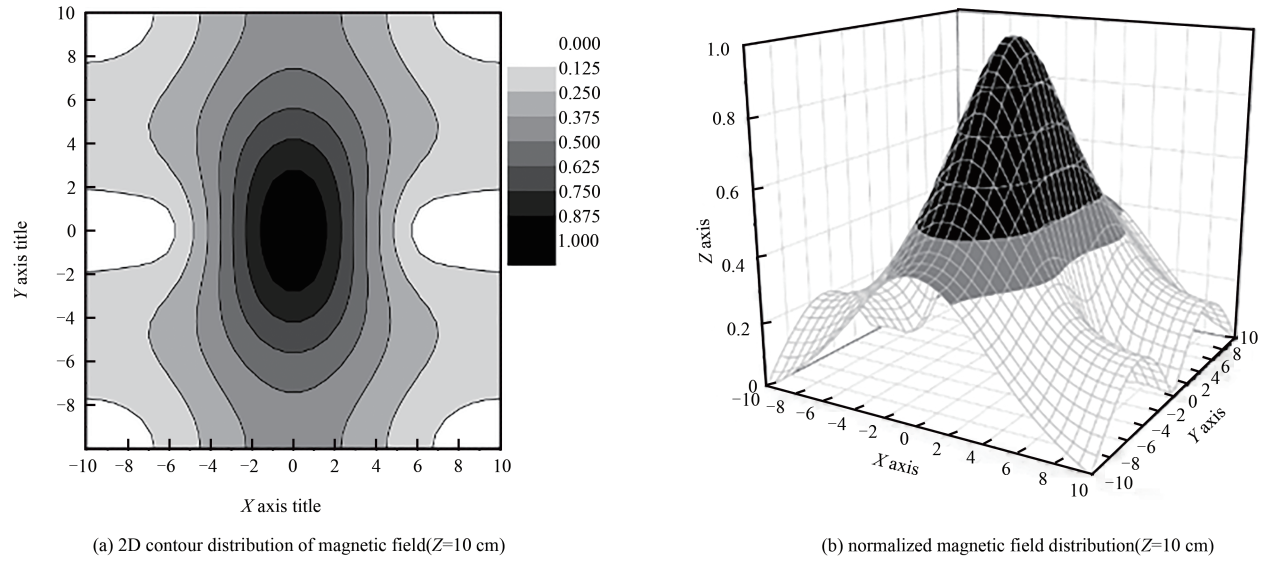 10
8
6
4
2
0
−2
−4
−6
−8
Y axis title
−10 −8 −6 −4 −2 0 2 4 6 8 10
X axis title
0.000
0.125
0.250
0.375
0.500
0.625
0.750
0.875
1.000
(a) 2D contour distribution of magnetic field(Z=10 cm)
1.0
0.8
0.6
0.4
0.2
0
Z axis
−10 −8 −6 −4 −2 0 2 4 6 8 10
X axis
−10 −8 −6 −4 −2 0 2 4 6 8 10
Y axis
(b) normalized magnetic field distribution(Z=10 cm)